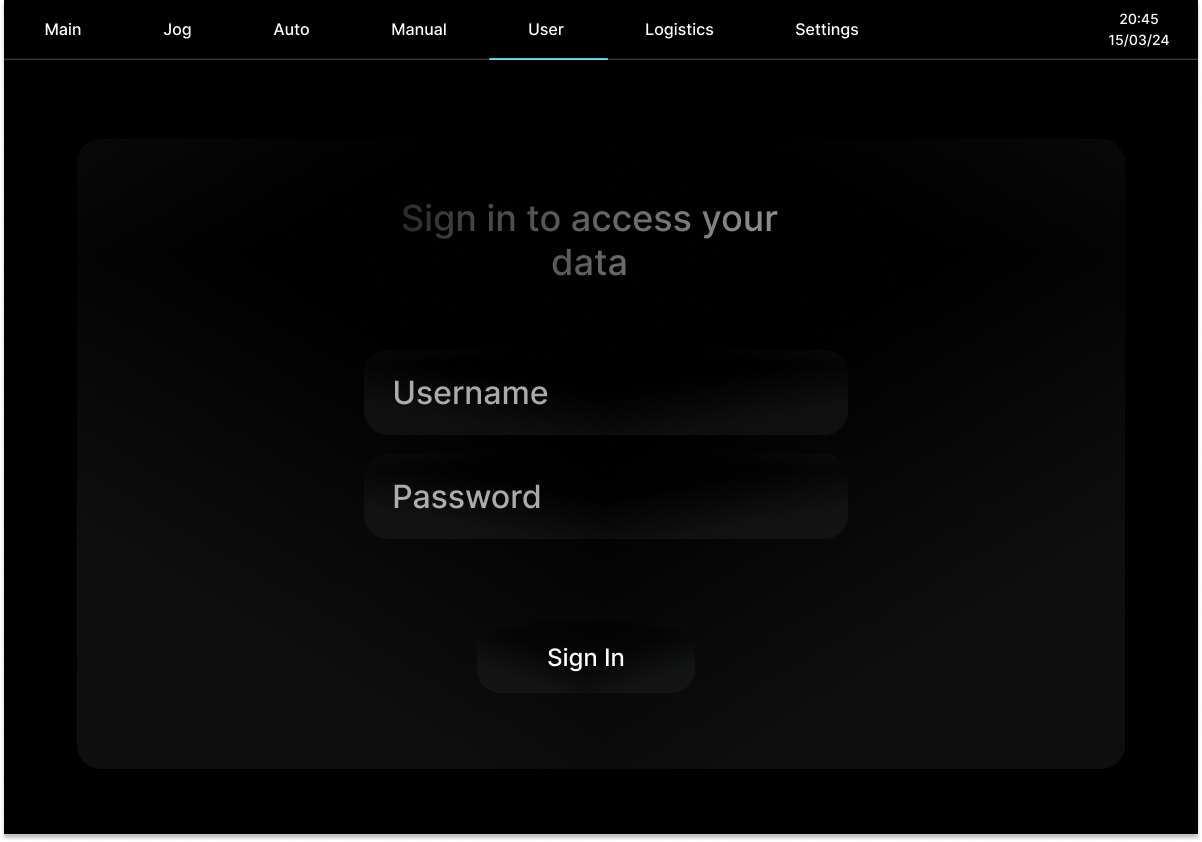 Main Jog Auto Manual User Logistics Settings 20:45
15/03/24
Sign in to access your
data
Username
Password
Sign In